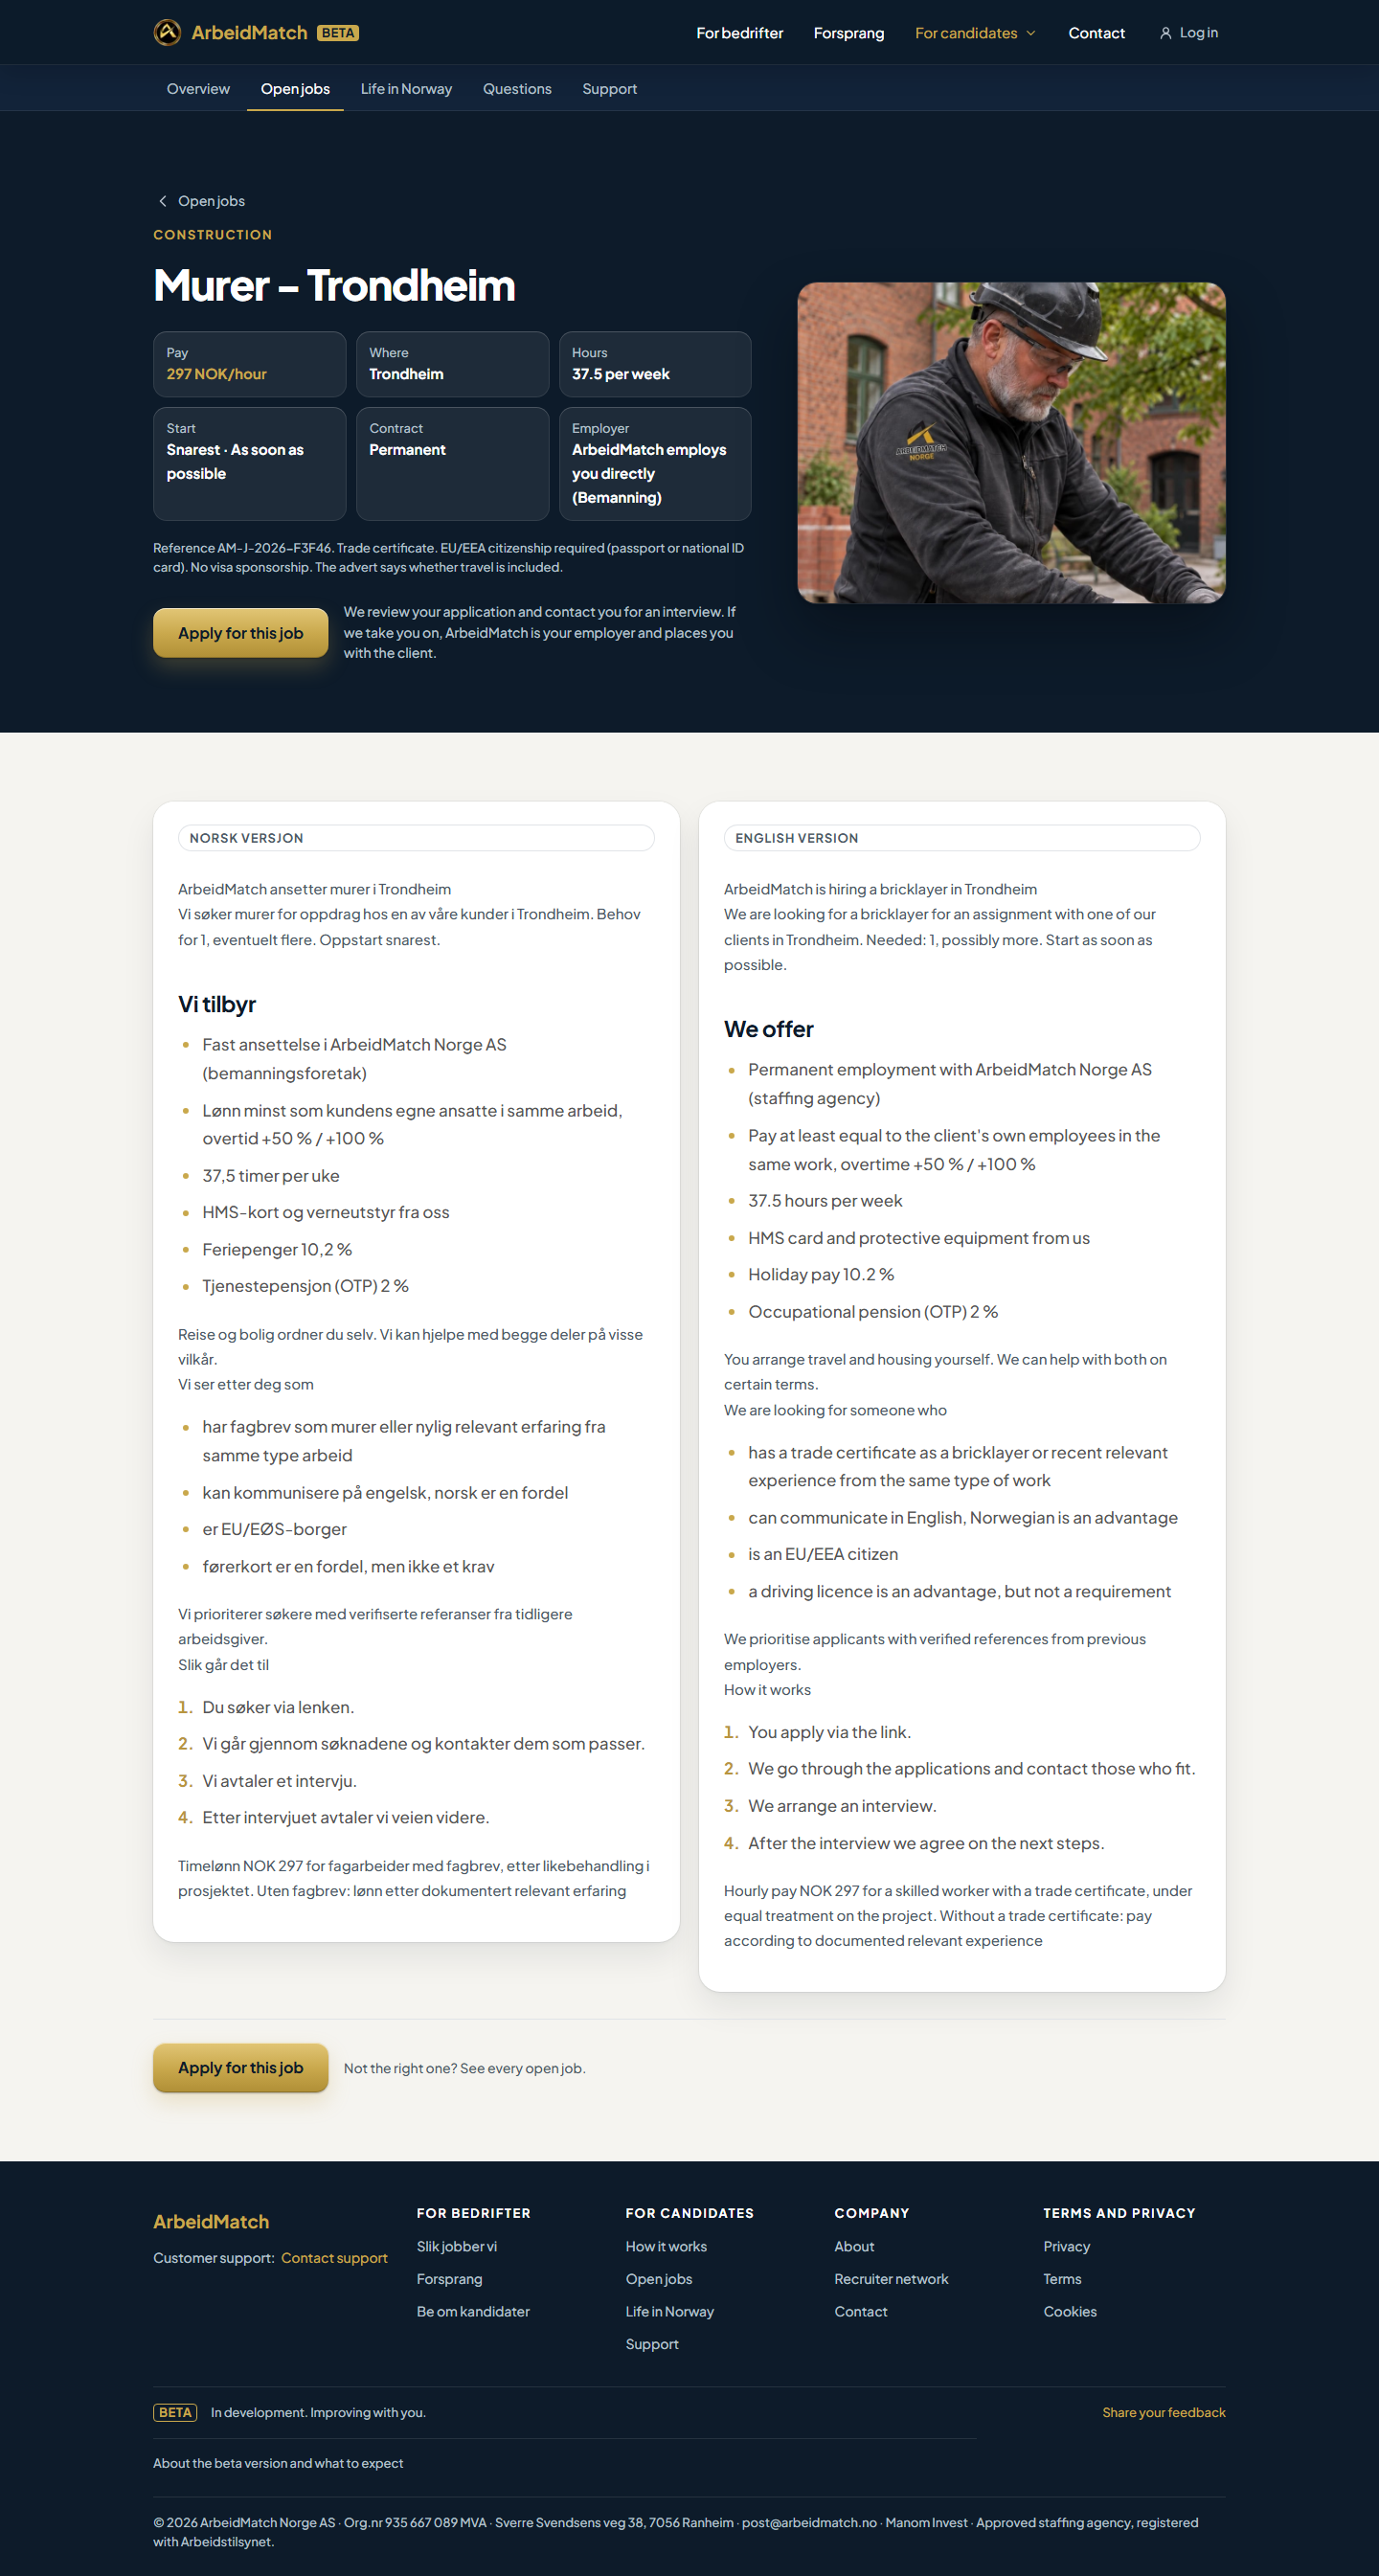 ArbeidMatch BETA
For bedrifter
Forsprang
For candidates
Contact
Log in
Overview
Open jobs
Life in Norway
Questions
Support
Open jobs
CONSTRUCTION
Murer – Trondheim
Pay
297 NOK/hour
Where
Trondheim
Hours
37.5 per week
Start
Snarest · As soon as
possible
Contract
Permanent
Employer
ArbeidMatch employs
you directly
(Bemanning)
Reference AM-J-2026-F3F46. Trade certificate. EU/EEA citizenship required (passport or national ID
card). No visa sponsorship. The advert says whether travel is included.
Apply for this job
We review your application and contact you for an interview. If
we take you on, ArbeidMatch is your employer and places you
with the client.
ARBEIDMATCH
NORGE
NORSK VERSJON
ArbeidMatch ansetter murer i Trondheim
Vi søker murer for oppdrag hos en av våre kunder i Trondheim. Behov
for 1, eventuelt flere. Oppstart snarest.
Vi tilbyr
• Fast ansettelse i ArbeidMatch Norge AS
(bemanningsforetak)
• Lønn minst som kundens egne ansatte i samme arbeid,
overtid +50 % / +100 %
• 37,5 timer per uke
• HMS-kort og verneutstyr fra oss
• Feriepenger 10,2 %
• Tjenestepensjon (OTP) 2 %
Reise og bolig ordner du selv. Vi kan hjelpe med begge deler på visse
vilkår.
Vi ser etter deg som
• har fagbrev som murer eller nylig relevant erfaring fra
samme type arbeid
• kan kommunisere på engelsk, norsk er en fordel
• er EU/EØS-borger
• førerkort er en fordel, men ikke et krav
Vi prioriterer søkere med verifiserte referanser fra tidligere
arbeidsgiver.
Slik går det til
1. Du søker via lenken.
2. Vi går gjennom søknadene og kontakter dem som passer.
3. Vi avtaler et intervju.
4. Etter intervjuet avtaler vi veien videre.
Timelønn NOK 297 for fagarbeider med fagbrev, etter likebehandling i
prosjektet. Uten fagbrev: lønn etter dokumentert relevant erfaring
ENGLISH VERSION
ArbeidMatch is hiring a bricklayer in Trondheim
We are looking for a bricklayer for an assignment with one of our
clients in Trondheim. Needed: 1, possibly more. Start as soon as
possible.
We offer
• Permanent employment with ArbeidMatch Norge AS
(staffing agency)
• Pay at least equal to the client's own employees in the
same work, overtime +50 % / +100 %
• 37.5 hours per week
• HMS card and protective equipment from us
• Holiday pay 10.2 %
• Occupational pension (OTP) 2 %
You arrange travel and housing yourself. We can help with both on
certain terms.
We are looking for someone who
• has a trade certificate as a bricklayer or recent relevant
experience from the same type of work
• can communicate in English, Norwegian is an advantage
• is an EU/EEA citizen
• a driving licence is an advantage, but not a requirement
We prioritise applicants with verified references from previous
employers.
How it works
1. You apply via the link.
2. We go through the applications and contact those who fit.
3. We arrange an interview.
4. After the interview we agree on the next steps.
Hourly pay NOK 297 for a skilled worker with a trade certificate, under
equal treatment on the project. Without a trade certificate: pay
according to documented relevant experience
Apply for this job
Not the right one? See every open job.
ArbeidMatch
Customer support: Contact support
FOR BEDRIFTER
Slik jobber vi
Forsprang
Be om kandidater
FOR CANDIDATES
How it works
Open jobs
Life in Norway
Support
COMPANY
About
Recruiter network
Contact
TERMS AND PRIVACY
Privacy
Terms
Cookies
BETA In development. Improving with you.
Share your feedback
About the beta version and what to expect
© 2026 ArbeidMatch Norge AS · Org.nr 935 667 089 MVA · Sverre Svendsens veg 38, 7056 Ranheim · post@arbeidmatch.no · Manom Invest · Approved staffing agency, registered
with Arbeidstilsynet.